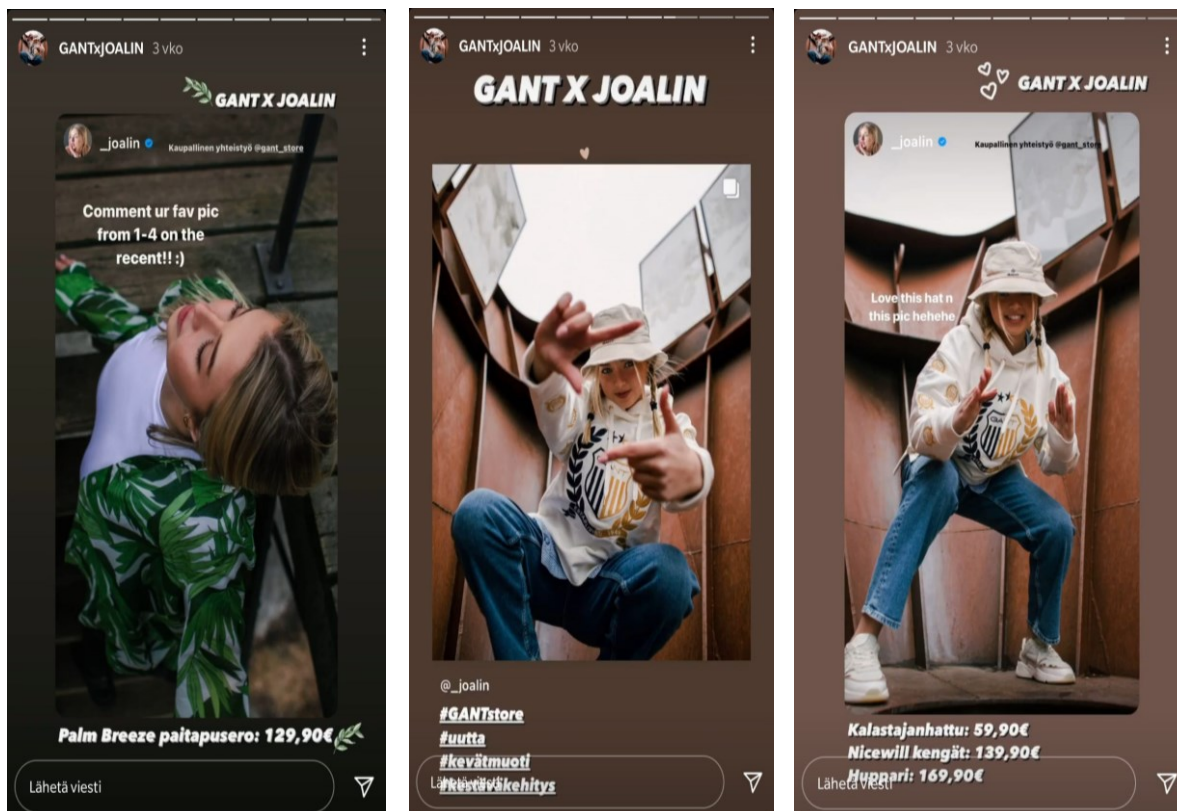 GANTxJOALIN 3 vko
GANT X JOALIN
_joalin Kaupallinen yhteistyö @gant_store
Comment ur fav pic
from 1-4 on the
recent!! :)
Palm Breeze paitapusero: 129,90€
Lähetä viesti
GANTxJOALIN 3 vko
GANT X JOALIN
@_joalin
#GANTstore
#uutta
#kevätmuoti
#kestäväkehitys
Lähetä viesti
GANTxJOALIN 3 vko
GANT X JOALIN
_joalin Kaupallinen yhteistyö @gant_store
Love this hat n
this pic hehehe
Kalastajanhattu: 59,90€
Nicewill kengät: 139,90€
Huppari: 169,90€
Lähetä viesti